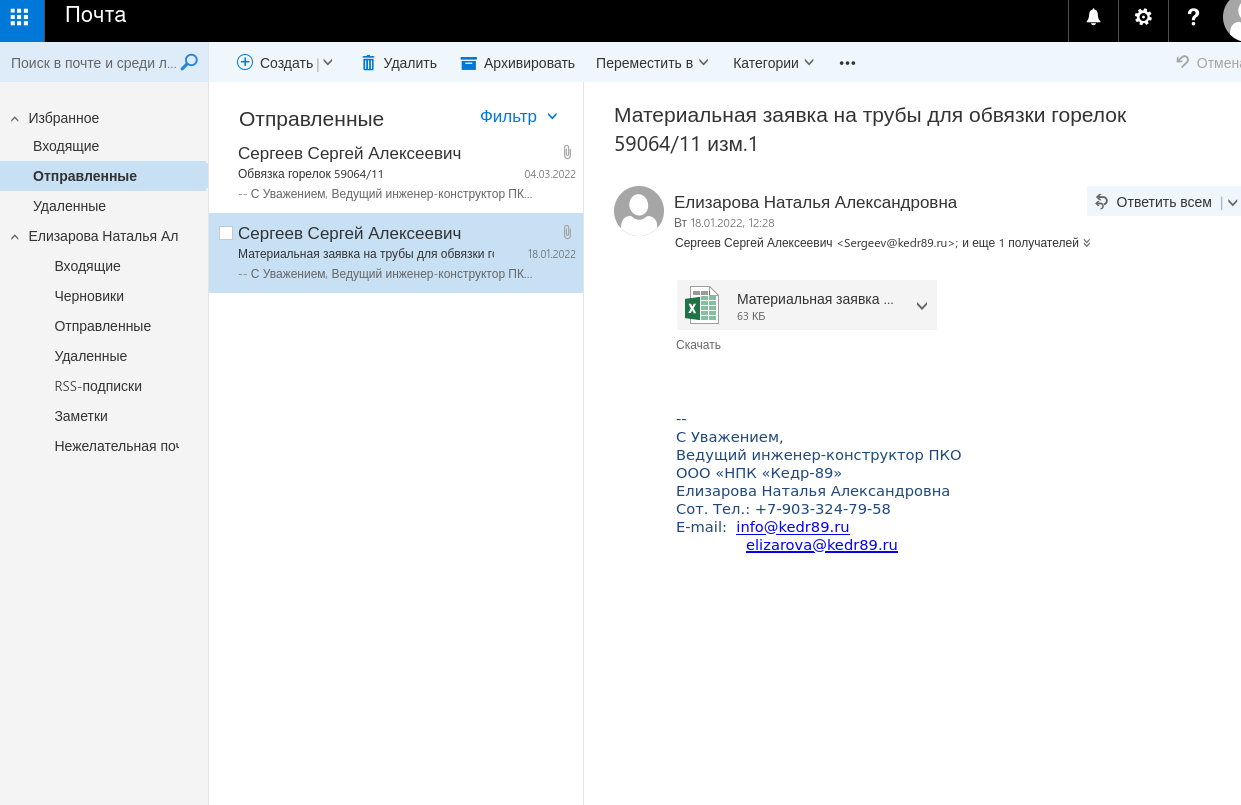 Почта
Поиск в почте и среди л...
Создать
Удалить
Архивировать
Переместить в
Категории
•••
Отмена
Избранное
Входящие
Отправленные
Удаленные
Елизарова Наталья Ал
Входящие
Черновики
Отправленные
Удаленные
RSS-подписки
Заметки
Нежелательная поч
Отправленные
Фильтр
Сергеев Сергей Алексеевич
Обвязка горелок 59064/11
04.03.2022
-- С Уважением, Ведущий инженер-конструктор ПК...
Сергеев Сергей Алексеевич
Материальная заявка на трубы для обвязки го
18.01.2022
-- С Уважением, Ведущий инженер-конструктор ПК...
Материальная заявка на трубы для обвязки горелок
59064/11 изм.1
Елизарова Наталья Александровна
Ответить всем
Вт 18.01.2022, 12:28
Сергеев Сергей Алексеевич <Sergeev@kedr89.ru>; и еще 1 получателей
Материальная заявка ...
63 КБ
Скачать
--
С Уважением,
Ведущий инженер-конструктор ПКО
ООО «НПК «Кедр-89»
Елизарова Наталья Александровна
Сот. Тел.: +7-903-324-79-58
E-mail: info@kedr89.ru
elizarova@kedr89.ru